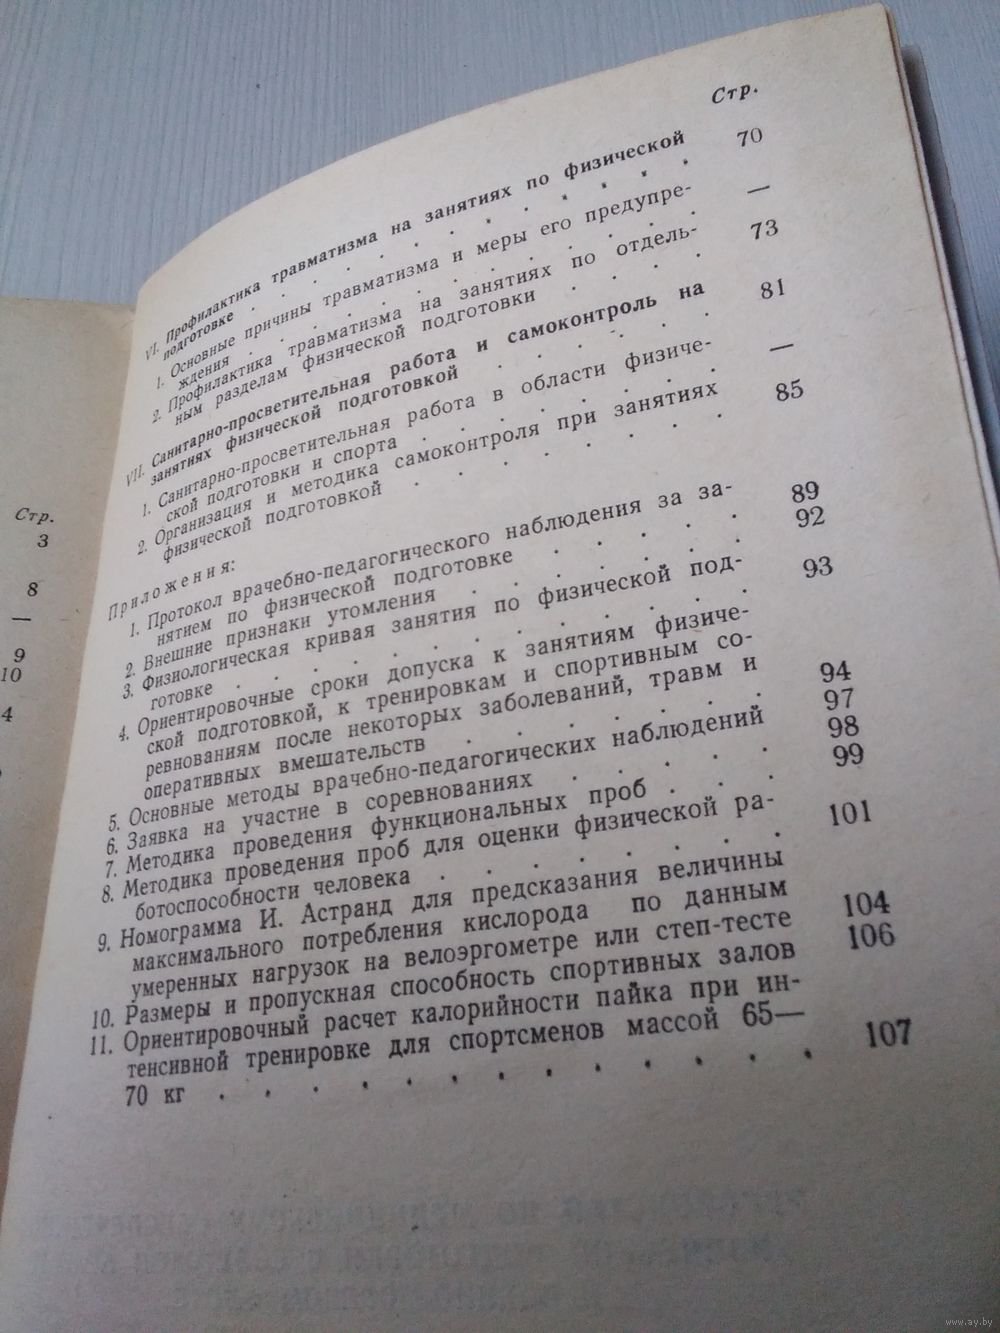 Стр.
3
8
—
9
10
4
Стр.
VI. Профилактика травматизма на занятиях по физической
подготовке . . . . . . . . . . 70
1. Основные причины травматизма и меры его предупре-
ждения . . . . . . . . . . —
2. Профилактика травматизма на занятиях по отдель-
ным разделам физической подготовки . . . . 73
VII. Санитарно-просветительная работа и самоконтроль на
занятиях физической подготовкой . . . . . 81
1. Санитарно-просветительная работа в области физиче-
ской подготовки и спорта . . . . . . . —
2. Организация и методика самоконтроля при занятиях
физической подготовкой . . . . . . . 85
Приложения:
1. Протокол врачебно-педагогического наблюдения за за-
нятием по физической подготовке . . . . . 89
2. Внешние признаки утомления . . . . . . 92
3. Физиологическая кривая занятия по физической под-
готовке . . . . . . . . . . 93
4. Ориентировочные сроки допуска к занятиям физиче-
ской подготовкой, к тренировкам и спортивным со-
ревнованиям после некоторых заболеваний, травм и
оперативных вмешательств . . . . . . . 94
5. Основные методы врачебно-педагогических наблюдений 97
6. Заявка на участие в соревнованиях . . . . . 98
7. Методика проведения функциональных проб . . . 99
8. Методика проведения проб для оценки физической ра-
ботоспособности человека . . . . . . . 101
9. Номограмма И. Астранд для предсказания величины
максимального потребления кислорода по данным
умеренных нагрузок на велоэргометре или степ-тесте 104
10. Размеры и пропускная способность спортивных залов 106
11. Ориентировочный расчет калорийности пайка при ин-
тенсивной тренировке для спортсменов массой 65—
70 кг . . . . . . . . . . . . . 107
www.ay.by